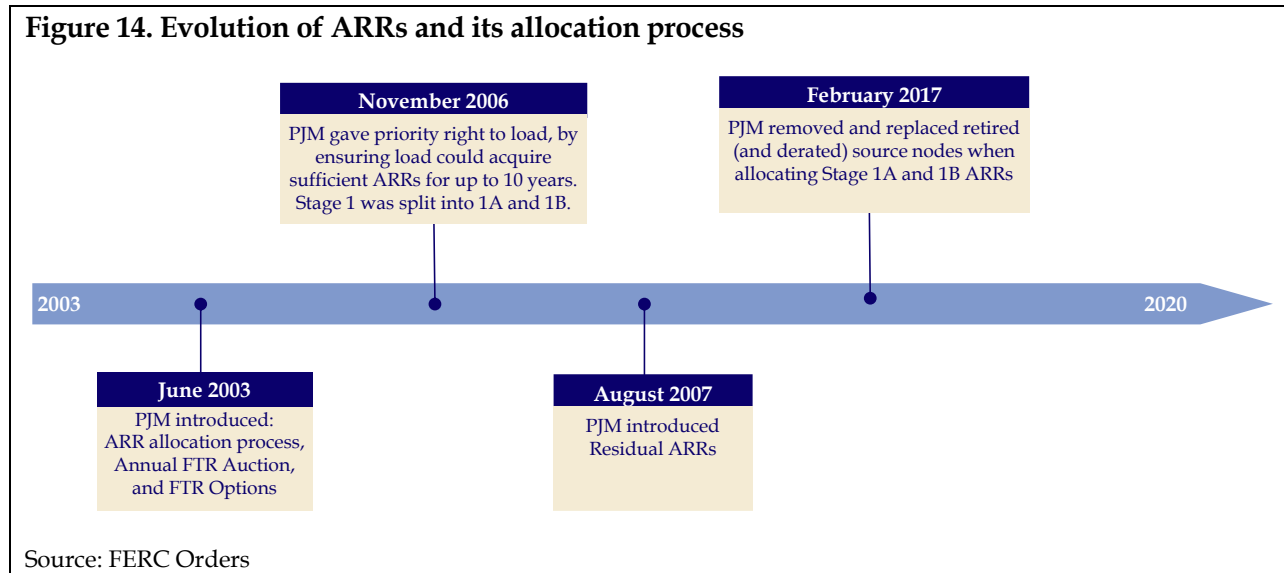 Figure 14. Evolution of ARRs and its allocation process
November 2006
PJM gave priority right to load, by
ensuring load could acquire
sufficient ARRs for up to 10 years.
Stage 1 was split into 1A and 1B.
February 2017
PJM removed and replaced retired
(and derated) source nodes when
allocating Stage 1A and 1B ARRs
2003
2020
June 2003
PJM introduced:
ARR allocation process,
Annual FTR Auction,
and FTR Options
August 2007
PJM introduced
Residual ARRs
Source: FERC Orders